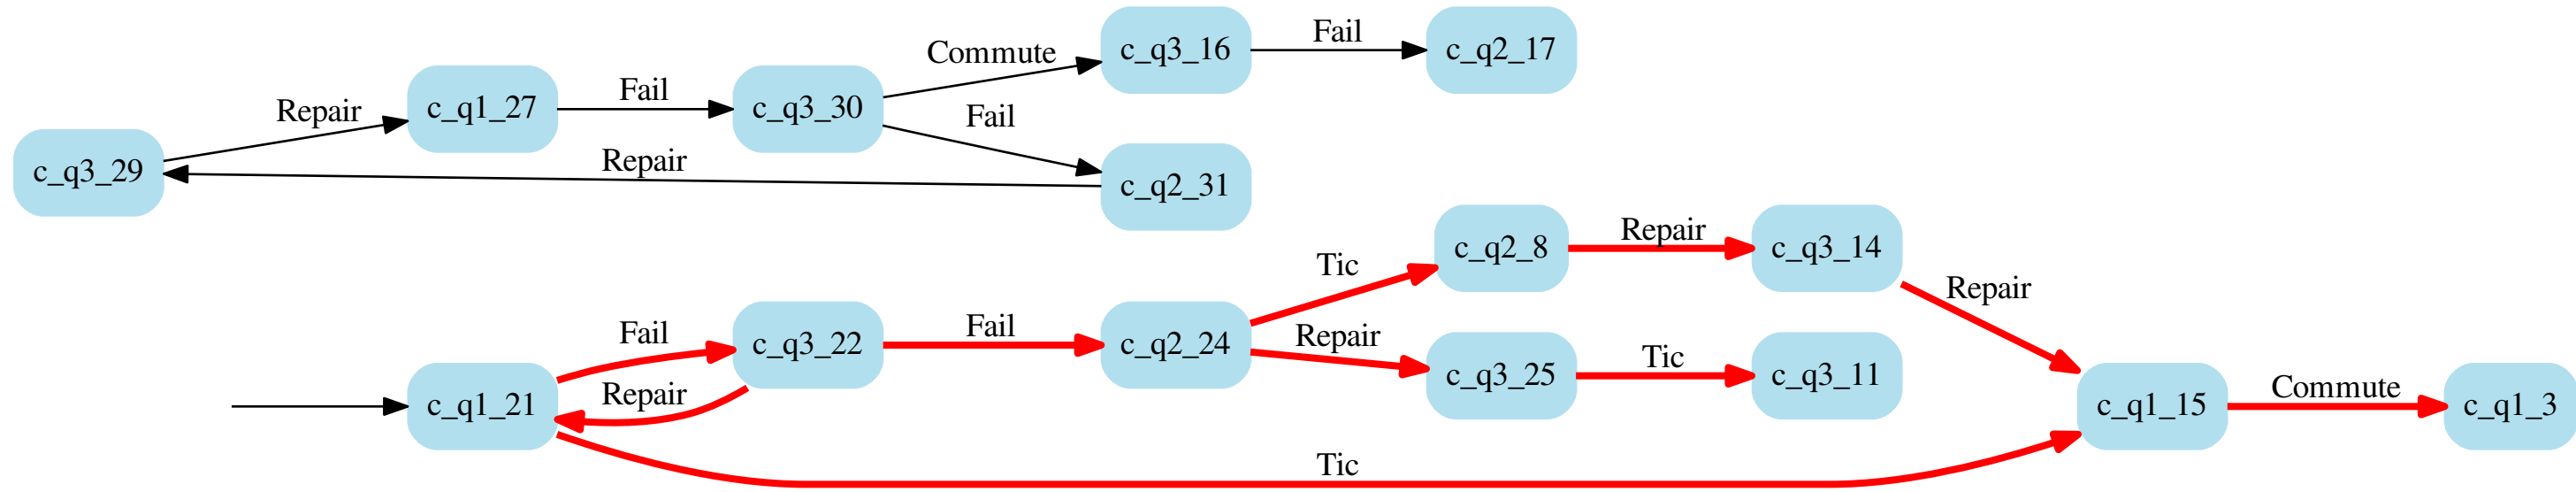 c_q3_29
Repair
c_q1_27
Fail
c_q3_30
Commute
c_q3_16
Fail
c_q2_17
Fail
c_q2_31
Repair
c_q1_21
Fail
c_q3_22
Repair
Fail
c_q2_24
Tic
c_q2_8
Repair
c_q3_14
Repair
Repair
c_q3_25
Tic
c_q3_11
Tic
c_q1_15
Commute
c_q1_3